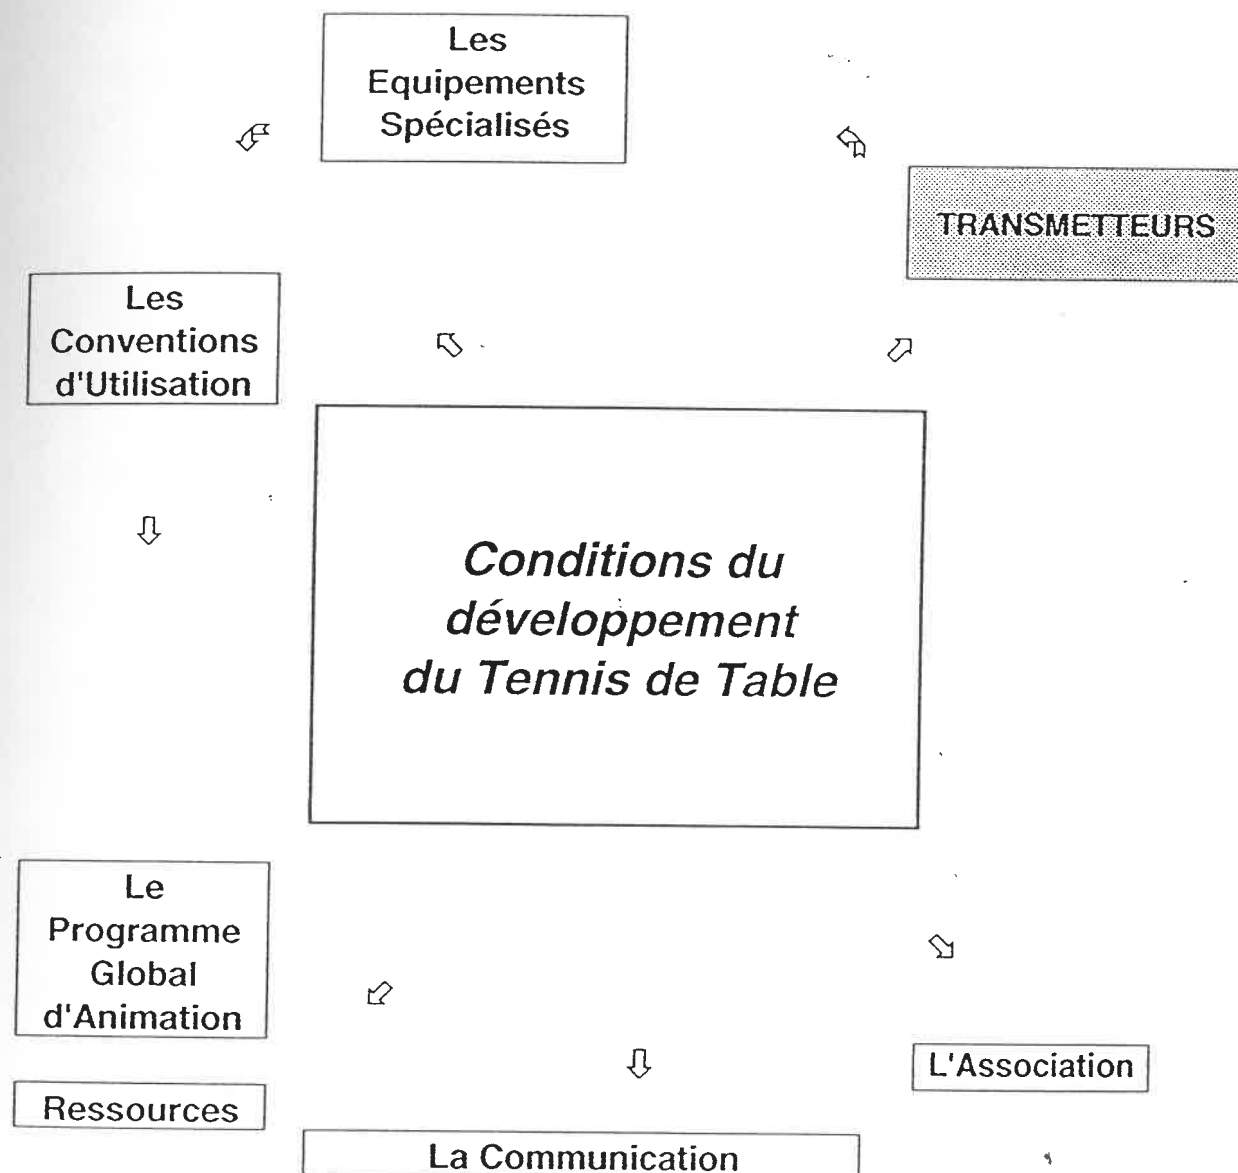 Les
Equipements
Spécialisés
TRANSMETTEURS
Les
Conventions
d'Utilisation
Conditions du
développement
du Tennis de Table
Le
Programme
Global
d'Animation
L'Association
Ressources
La Communication